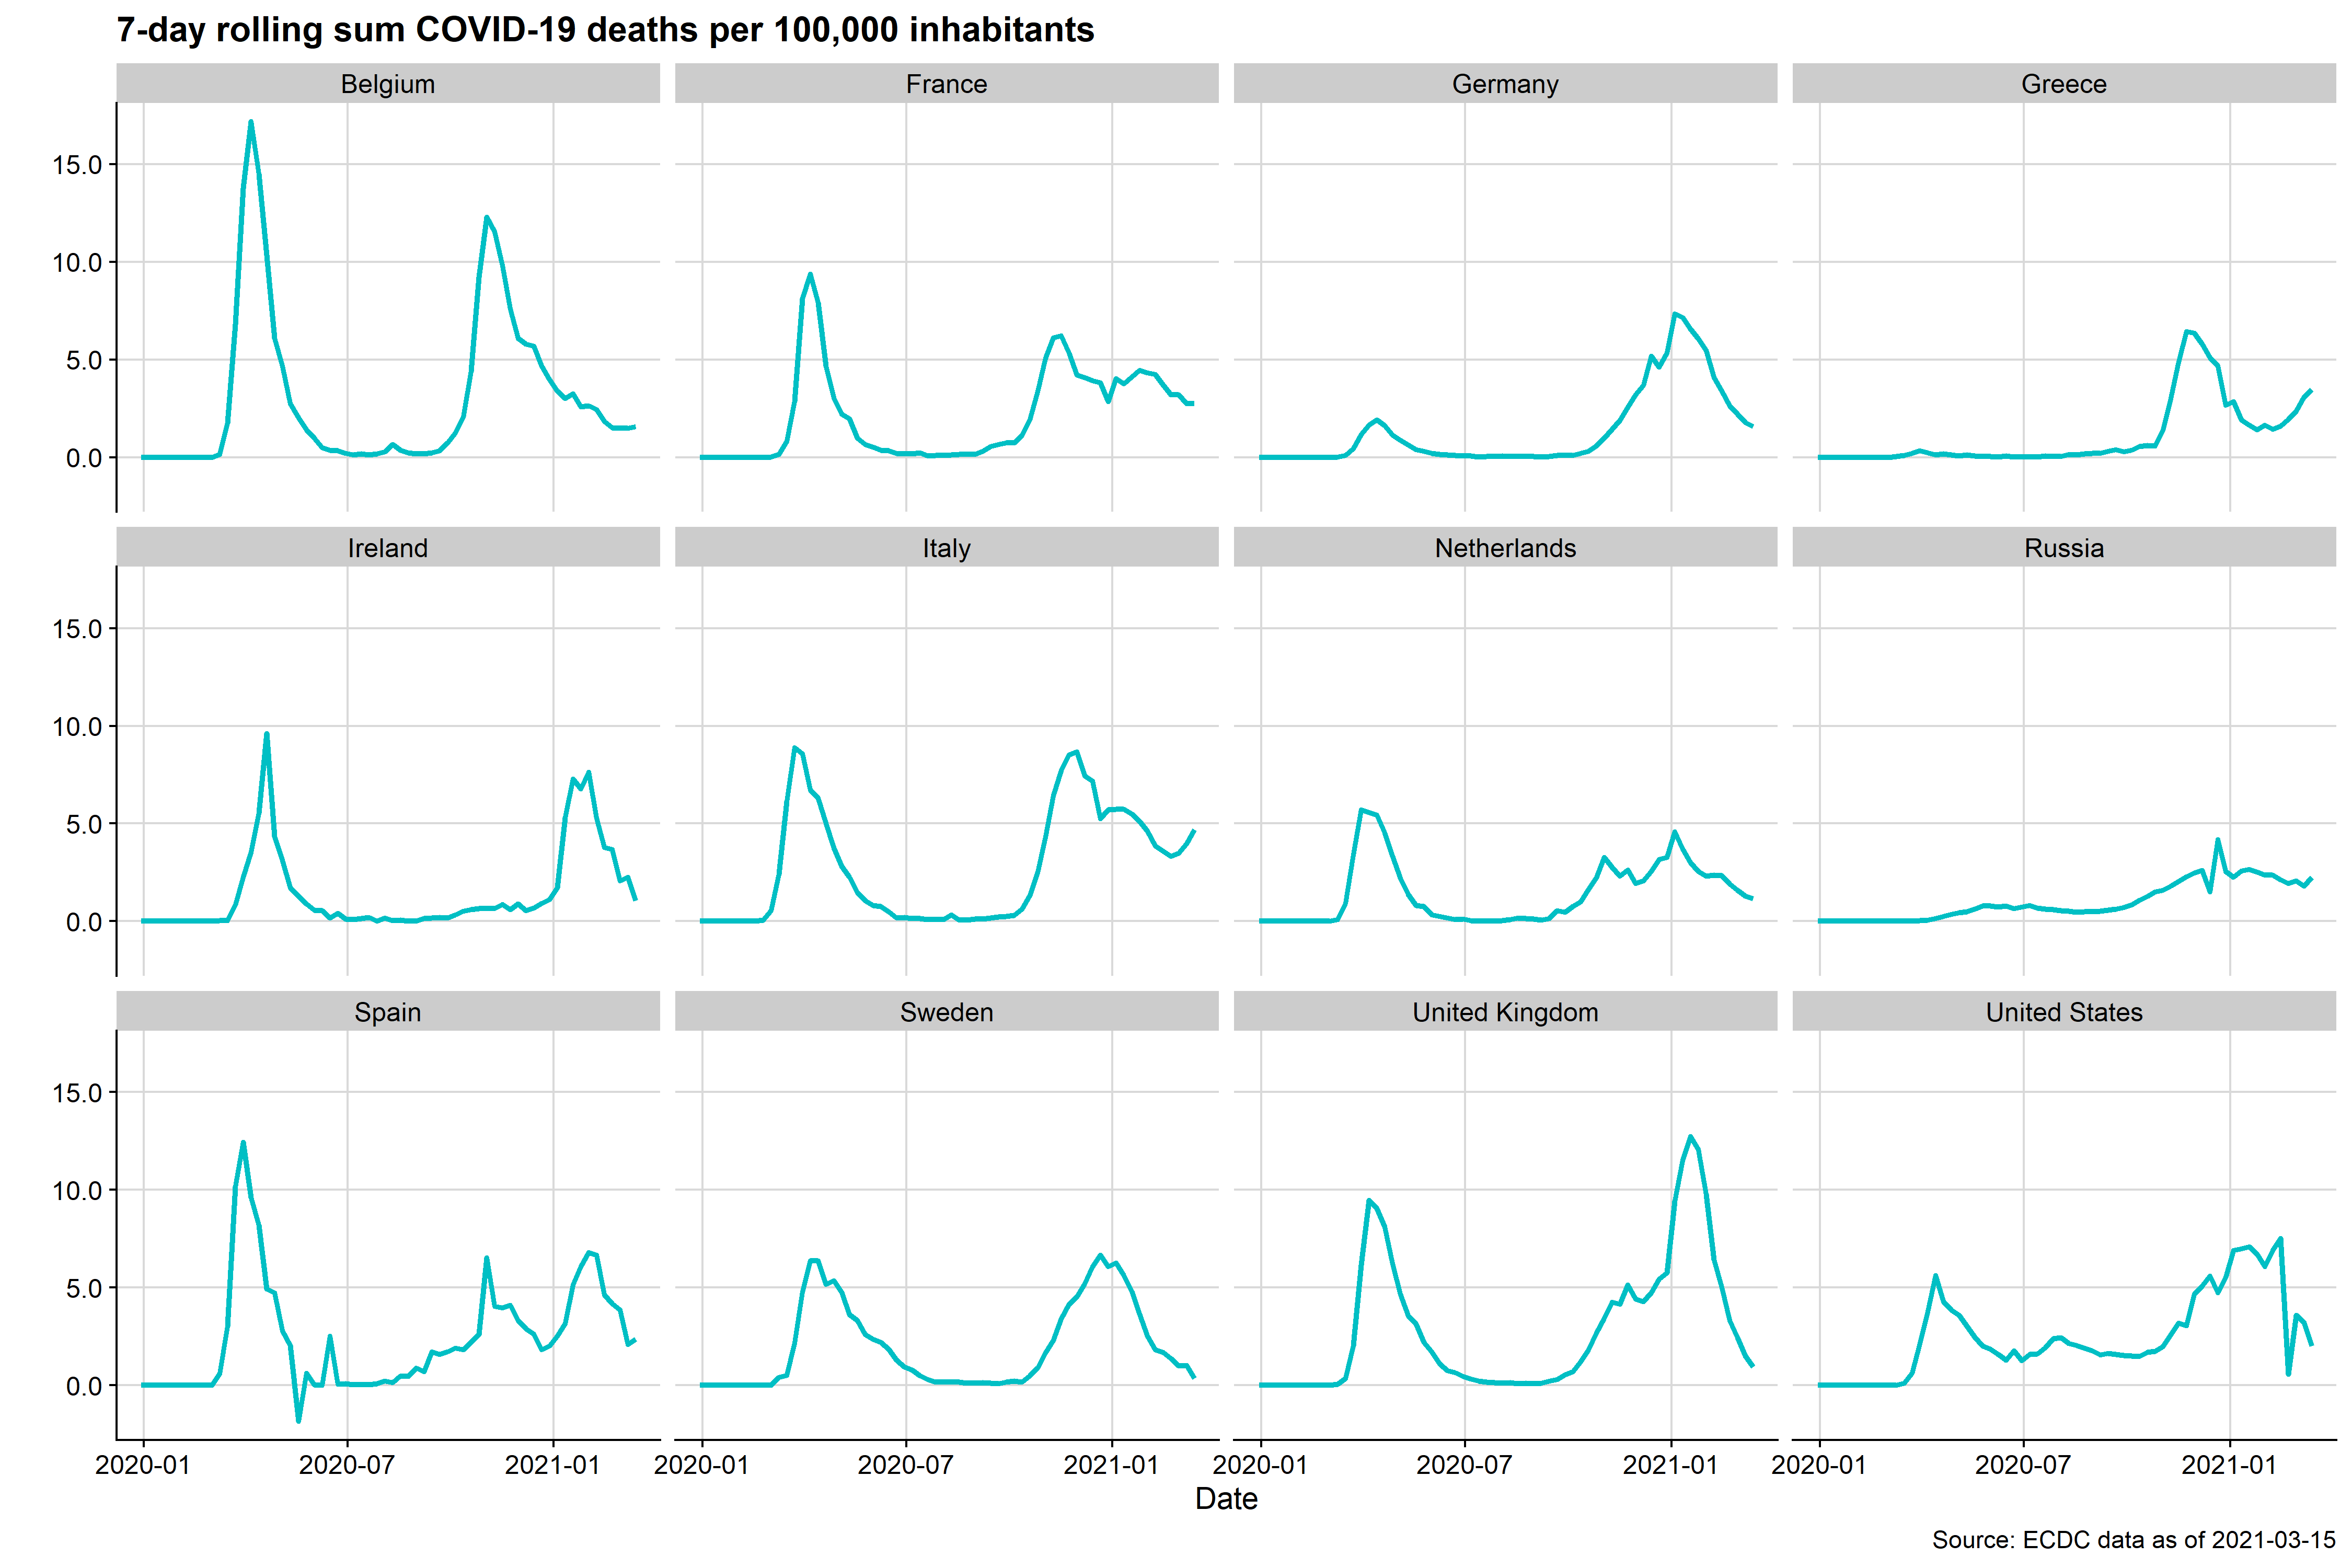 7-day rolling sum COVID-19 deaths per 100,000 inhabitants
Belgium France Germany Greece
15.0
10.0
5.0
0.0
Ireland Italy Netherlands Russia
15.0
10.0
5.0
0.0
Spain Sweden United Kingdom United States
15.0
10.0
5.0
0.0
2020-01 2020-07 2021-01 2020-01 2020-07 2021-01 2020-01 2020-07 2021-01 2020-01 2020-07 2021-01
Date
Source: ECDC data as of 2021-03-15